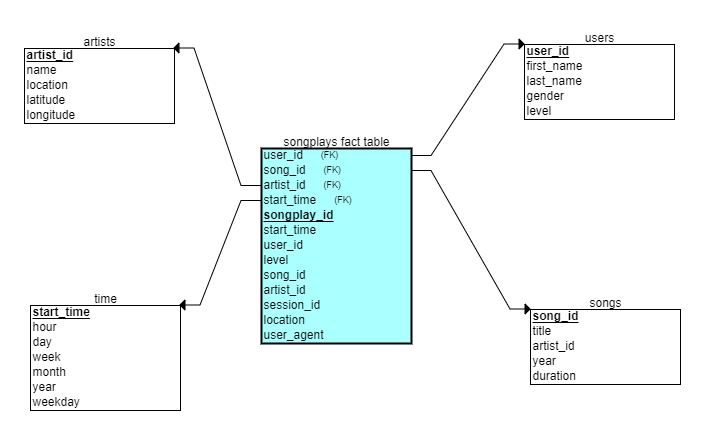 artists
artist_id
name
location
latitude
longitude
users
user_id
first_name
last_name
gender
level
songplays fact table
user_id (FK)
song_id (FK)
artist_id (FK)
start_time (FK)
songplay_id
start_time
user_id
level
song_id
artist_id
session_id
location
user_agent
time
start_time
hour
day
week
month
year
weekday
songs
song_id
title
artist_id
year
duration